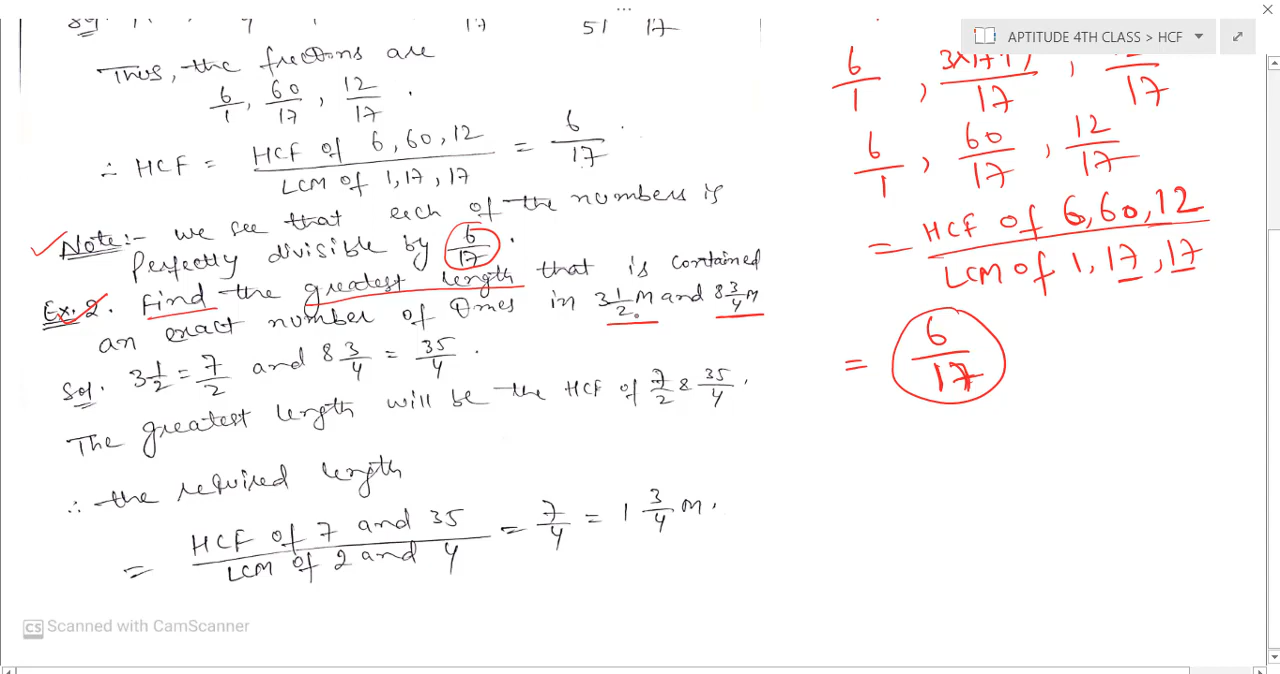 APTITUDE 4TH CLASS > HCF
Thus, the fractions are
6/1, 60/17, 12/17.
∴ HCF = HCF of 6, 60, 12 / LCM of 1, 17, 17 = 6/17.
Note:- we see that each of the numbers is
perfectly divisible by 6/17.
Ex. 2. Find the greatest length that is contained
an exact number of times in 3 1/2 M and 8 3/4 M
Sol. 3 1/2 = 7/2 and 8 3/4 = 35/4.
The greatest length will be the HCF of 7/2 & 35/4.
∴ the required length
= HCF of 7 and 35 / LCM of 2 and 4 = 7/4 = 1 3/4 M.
CS Scanned with CamScanner
6/1, /17, /17
6/1, 60/17, 12/17
= HCF of 6, 60, 12 / LCM of 1, 17, 17
= 6/17